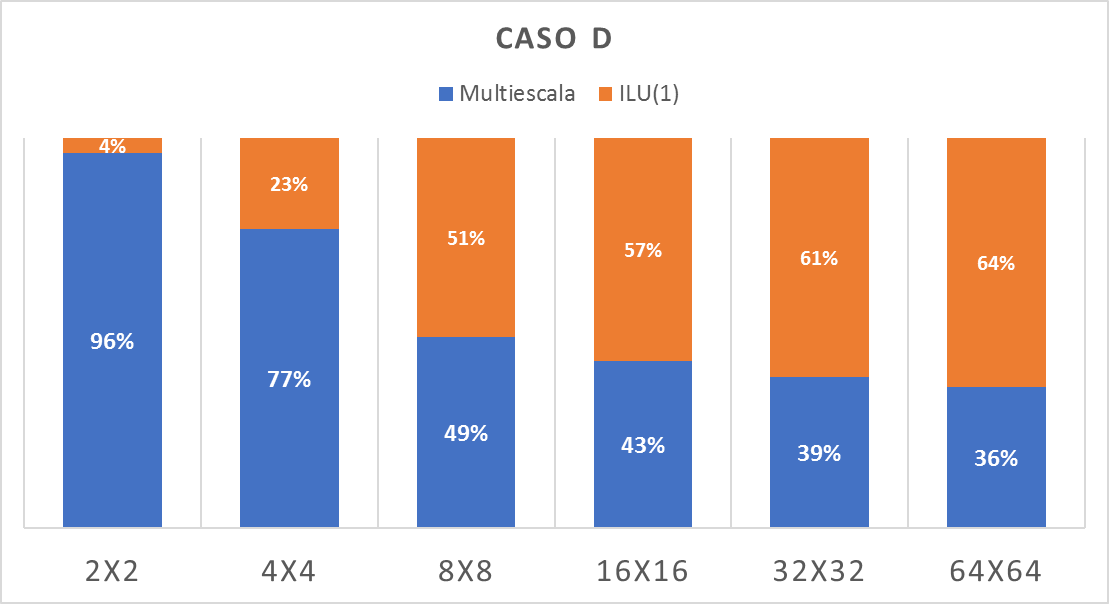 CASO D
Multiescala ILU(1)
4% 23% 51% 57% 61% 64%
96% 77% 49% 43% 39% 36%
2X2 4X4 8X8 16X16 32X32 64X64